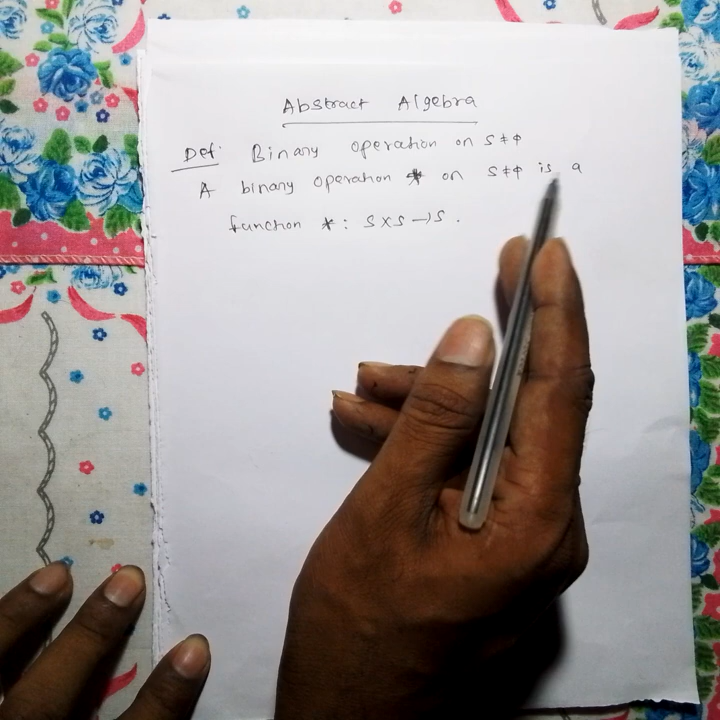 Abstract Algebra
Def: Binary operation on S≠φ
A binary operation * on S≠φ is a
function *: S×S→S.